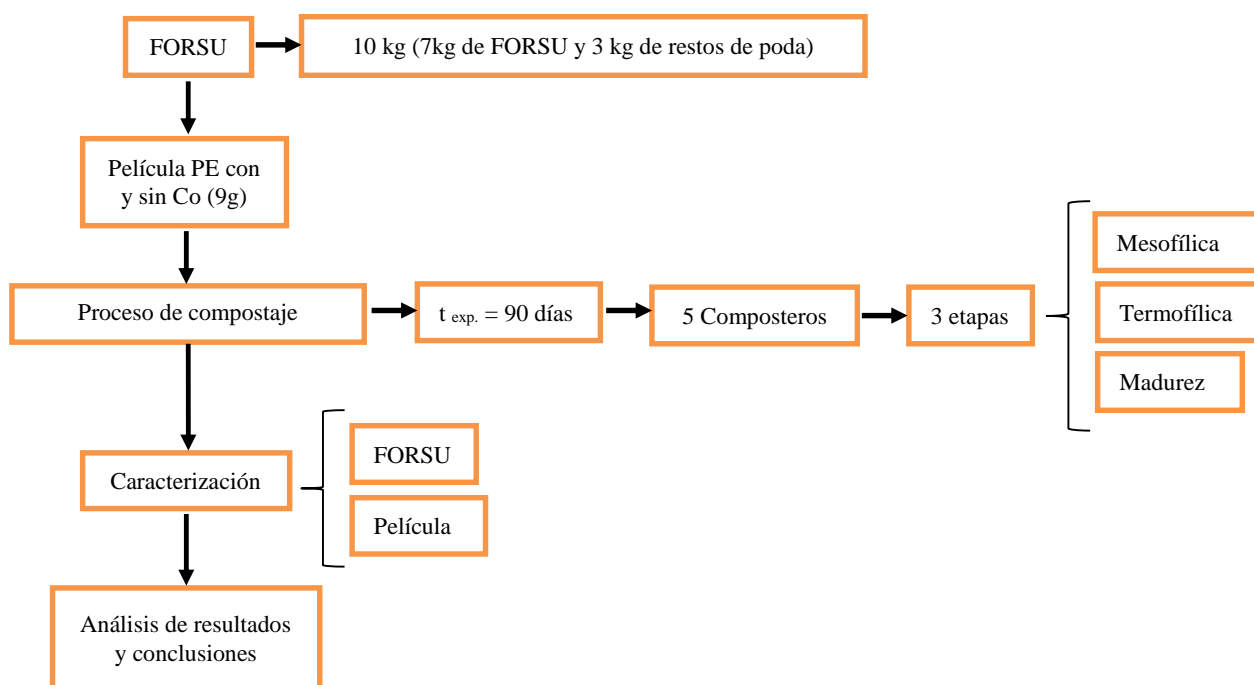 FORSU
10 kg (7kg de FORSU y 3 kg de restos de poda)
Película PE con
y sin Co (9g)
Proceso de compostaje
t exp. = 90 días
5 Composteros
3 etapas
Mesofílica
Termofílica
Madurez
Caracterización
FORSU
Película
Análisis de resultados
y conclusiones